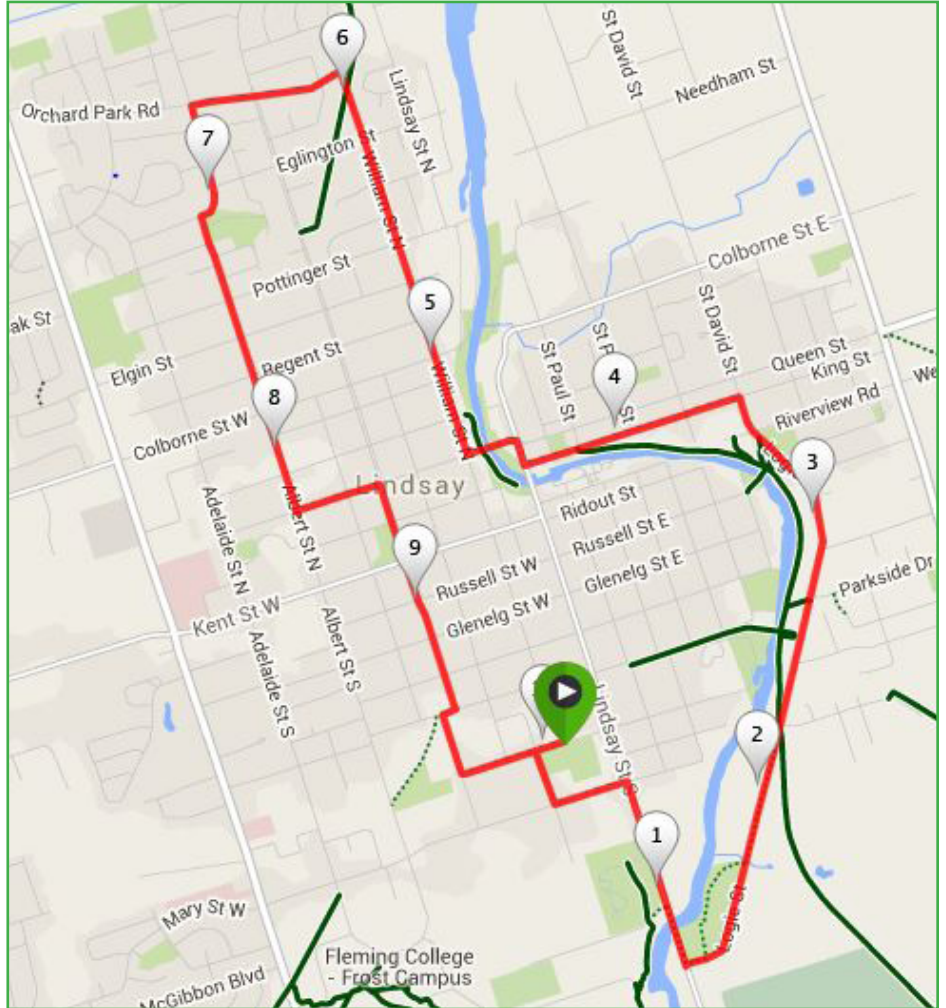 6
St David St
Needham St
Lindsay St N
Orchard Park Rd
7
Eglington St
William St N
Colborne St E
Pottinger St
5
St David St
ak St
Regent St
Elgin St
St Paul St
4
Queen St
King St
We
8
William St N
Riverview Rd
Colborne St W
3
Lindsay
Adelaide St N
Albert St N
Ridout St
9
Russell St E
Russell St W
Glenelg St E
Parkside Dr
Kent St W
Glenelg St W
Albert St S
Adelaide St S
Lindsay St S
2
1
Logie St
Mary St W
Fleming College
- Frost Campus
McGibbon Blvd